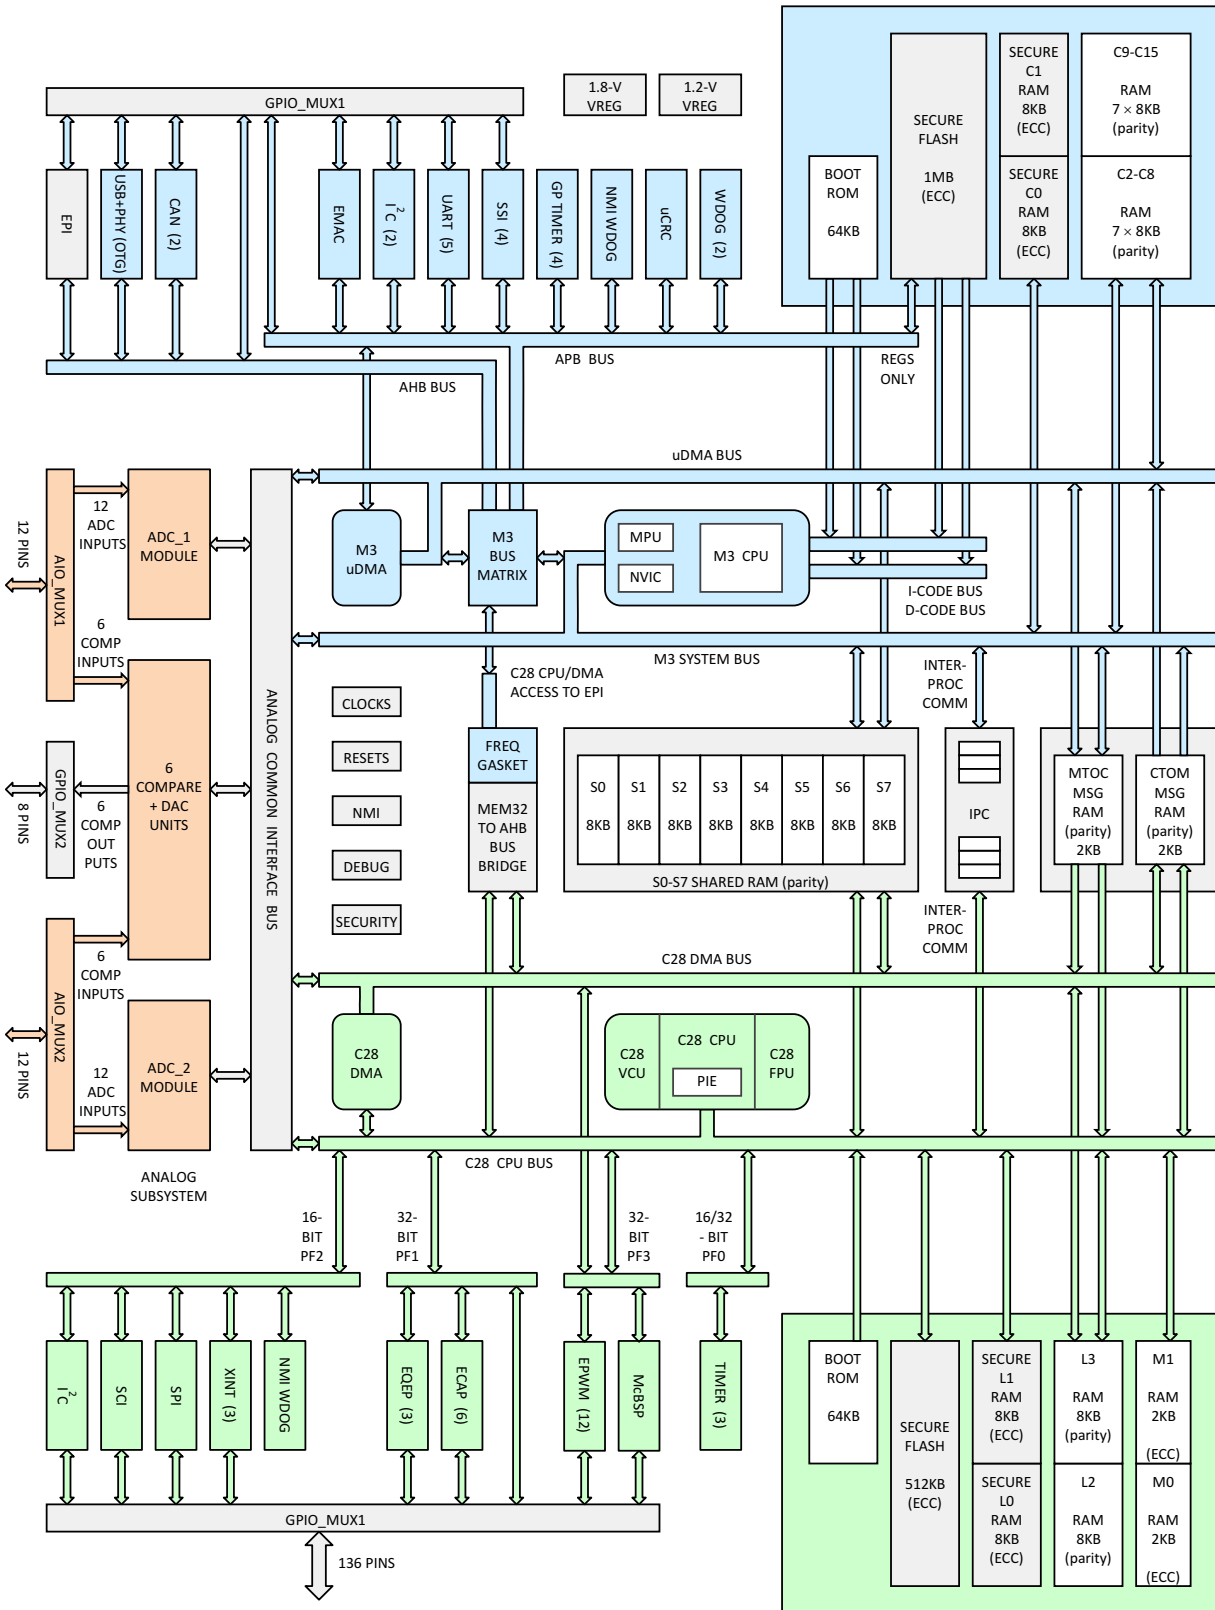 GPIO_MUX1
1.8-V
VREG
1.2-V
VREG
SECURE
C1
RAM
8KB
(ECC)
C9-C15
RAM
7 × 8KB
(parity)
SECURE
FLASH
1MB
(ECC)
BOOT
ROM
64KB
SECURE
C0
RAM
8KB
(ECC)
C2-C8
RAM
7 × 8KB
(parity)
EPI
USB+PHY (OTG)
CAN (2)
EMAC
I²C (2)
UART (5)
SSI (4)
GP TIMER (4)
NMI WDOG
uCRC
WDOG (2)
APB BUS
REGS
ONLY
AHB BUS
uDMA BUS
12 PINS
AIO_MUX1
12
ADC
INPUTS
ADC_1
MODULE
6
COMP
INPUTS
M3
uDMA
M3
BUS
MATRIX
MPU
NVIC
M3 CPU
I-CODE BUS
D-CODE BUS
M3 SYSTEM BUS
C28 CPU/DMA
ACCESS TO EPI
INTER-
PROC
COMM
ANALOG COMMON INTERFACE BUS
CLOCKS
RESETS
NMI
DEBUG
SECURITY
FREQ
GASKET
MEM32
TO AHB
BUS
BRIDGE
S0
8KB
S1
8KB
S2
8KB
S3
8KB
S4
8KB
S5
8KB
S6
8KB
S7
8KB
S0-S7 SHARED RAM (parity)
IPC
MTOC
MSG
RAM
(parity)
2KB
CTOM
MSG
RAM
(parity)
2KB
8 PINS
GPIO_MUX2
6
COMP
OUT
PUTS
6
COMPARE
+ DAC
UNITS
INTER-
PROC
COMM
C28 DMA BUS
6
COMP
INPUTS
AIO_MUX2
12 PINS
12
ADC
INPUTS
ADC_2
MODULE
C28
DMA
C28
VCU
C28 CPU
PIE
C28
FPU
C28 CPU BUS
ANALOG
SUBSYSTEM
16-
BIT
PF2
32-
BIT
PF1
32-
BIT
PF3
16/32
- BIT
PF0
I²C
SCI
SPI
XINT (3)
NMI WDOG
EQEP (3)
ECAP (6)
EPWM (12)
McBSP
TIMER (3)
BOOT
ROM
64KB
SECURE
FLASH
512KB
(ECC)
SECURE
L1
RAM
8KB
(ECC)
L3
RAM
8KB
(parity)
M1
RAM
2KB
(ECC)
SECURE
L0
RAM
8KB
(ECC)
L2
RAM
8KB
(parity)
M0
RAM
2KB
(ECC)
GPIO_MUX1
136 PINS